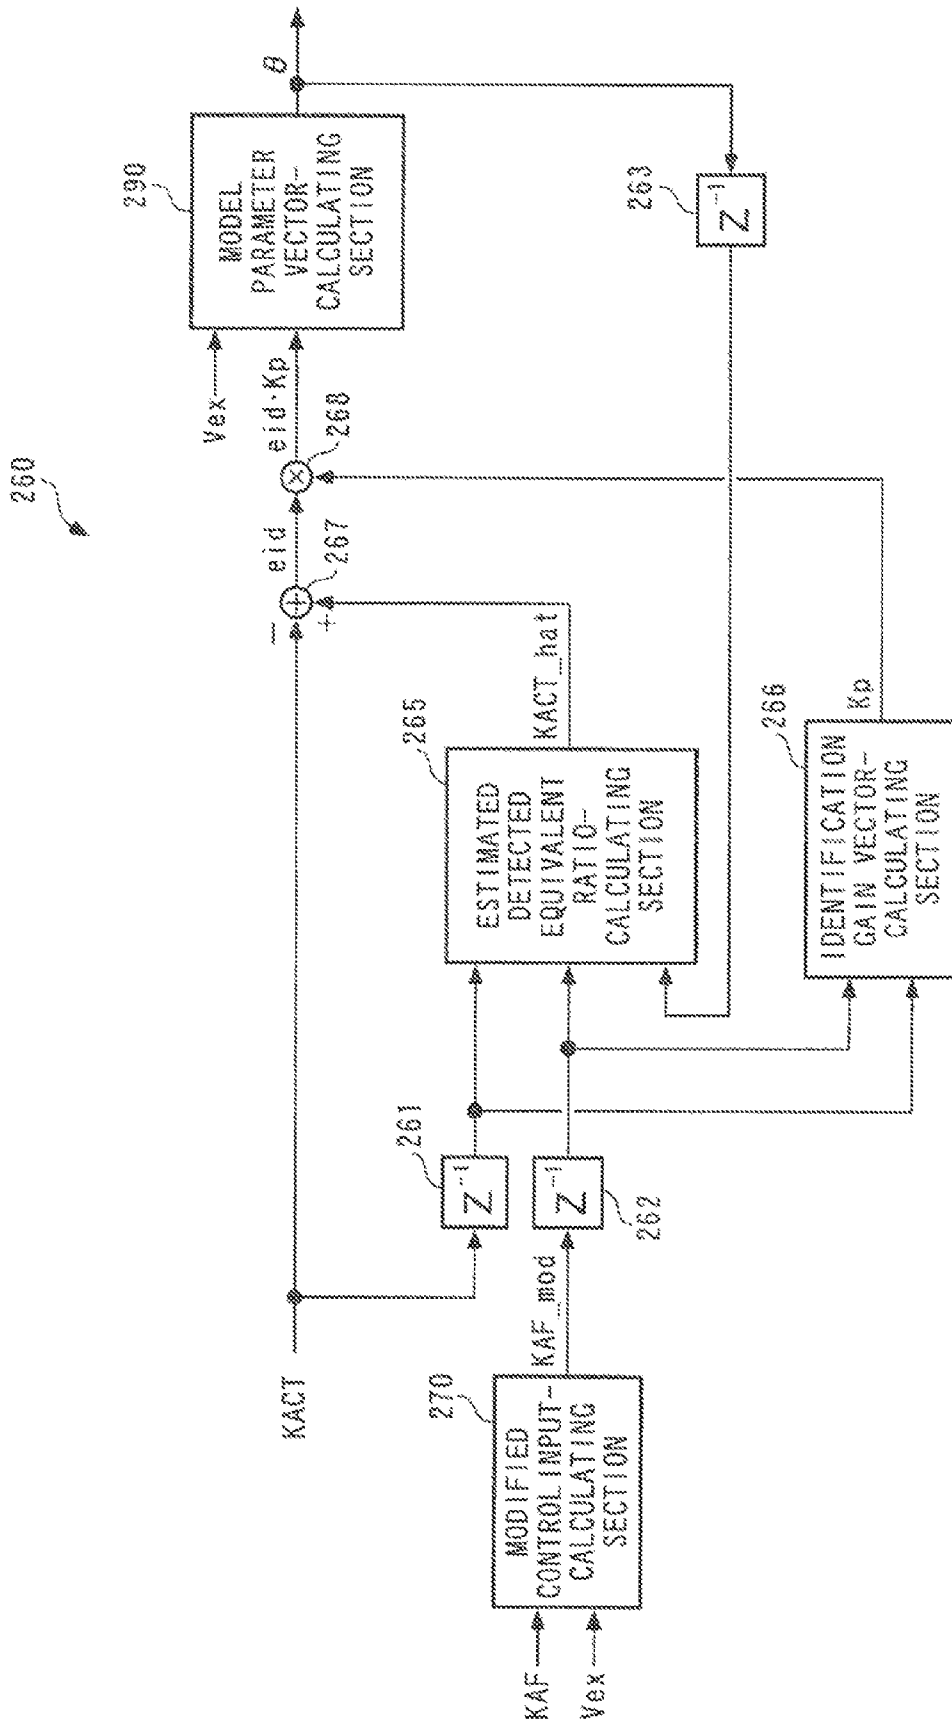 260
KACT
KAF
Vex
270
MODIFIED
CONTROL INPUT-
CALCULATING
SECTION
KAF_mod
261
Z⁻¹
Z⁻¹
262
265
ESTIMATED
DETECTED
EQUIVALENT
RATIO-
CALCULATING
SECTION
KACT_hat
266
IDENTIFICATION
GAIN VECTOR-
CALCULATING
SECTION
Kp
−
+
+
267
eid
×
268
eid·Kp
Vex
290
MODEL
PARAMETER
VECTOR-
CALCULATING
SECTION
θ
263
Z⁻¹